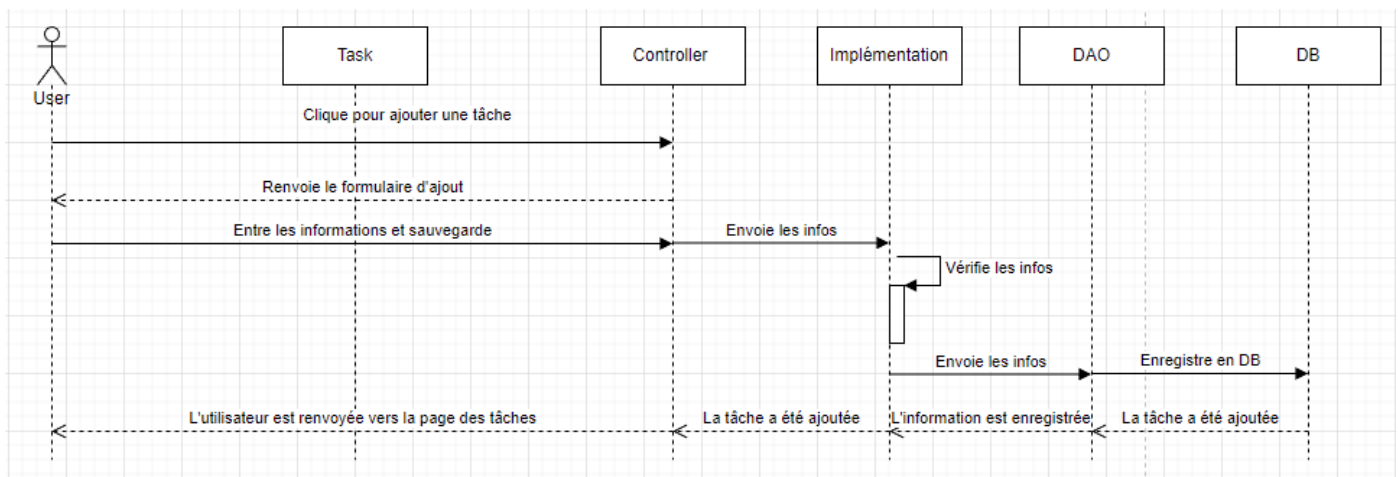 User
Task
Controller
Implémentation
DAO
DB
Clique pour ajouter une tâche
Renvoie le formulaire d'ajout
Entre les informations et sauvegarde
Envoie les infos
Vérifie les infos
Envoie les infos
Enregistre en DB
L'utilisateur est renvoyée vers la page des tâches
La tâche a été ajoutée
L'information est enregistrée
La tâche a été ajoutée